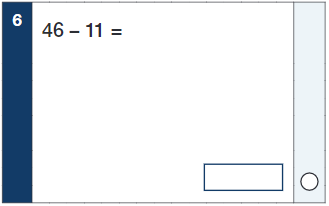 6
46 – 11 =